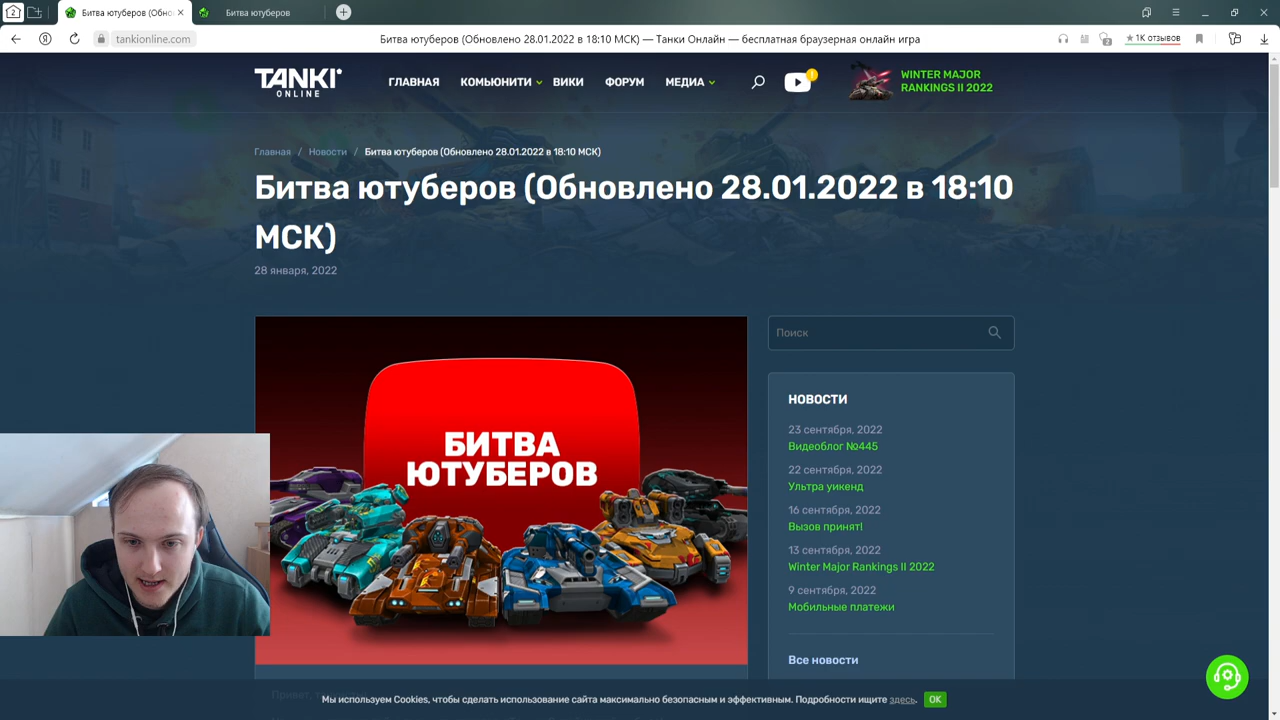 2
Битва ютуберов (Обно
Битва ютуберов
tankionline.com
Битва ютуберов (Обновлено 28.01.2022 в 18:10 МСК) — Танки Онлайн — бесплатная браузерная онлайн игра
★ 1К отзывов
TANKI
ONLINE
ГЛАВНАЯ
КОМЬЮНИТИ
ВИКИ
ФОРУМ
МЕДИА
WINTER MAJOR
RANKINGS II 2022
Главная / Новости / Битва ютуберов (Обновлено 28.01.2022 в 18:10 МСК)
Битва ютуберов (Обновлено 28.01.2022 в 18:10
МСК)
28 января, 2022
БИТВА
ЮТУБЕРОВ
Поиск
НОВОСТИ
23 сентября, 2022
Видеоблог №445
22 сентября, 2022
Ультра уикенд
16 сентября, 2022
Вызов принят!
13 сентября, 2022
Winter Major Rankings II 2022
9 сентября, 2022
Мобильные платежи
Все новости
Привет,
Мы используем Cookies, чтобы сделать использование сайта максимально безопасным и эффективным. Подробности ищите здесь.
OK